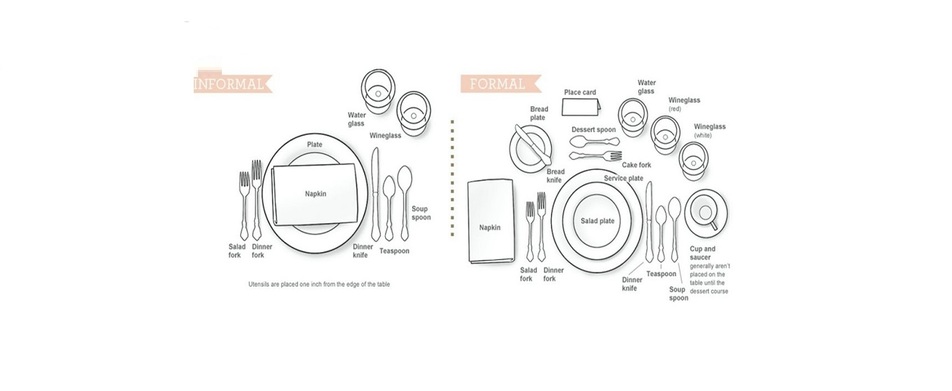 INFORMAL
Water
glass
Wineglass
Plate
Napkin
Soup
spoon
Salad
fork
Dinner
fork
Dinner
knife
Teaspoon
Utensils are placed one inch from the edge of the table
FORMAL
Place card
Water
glass
Wineglass
(red)
Wineglass
(white)
Bread
plate
Dessert spoon
Cake fork
Bread
knife
Service plate
Napkin
Salad plate
Salad
fork
Dinner
fork
Dinner
knife
Teaspoon
Soup
spoon
Cup and
saucer
generally aren't
placed on the
table until the
dessert course